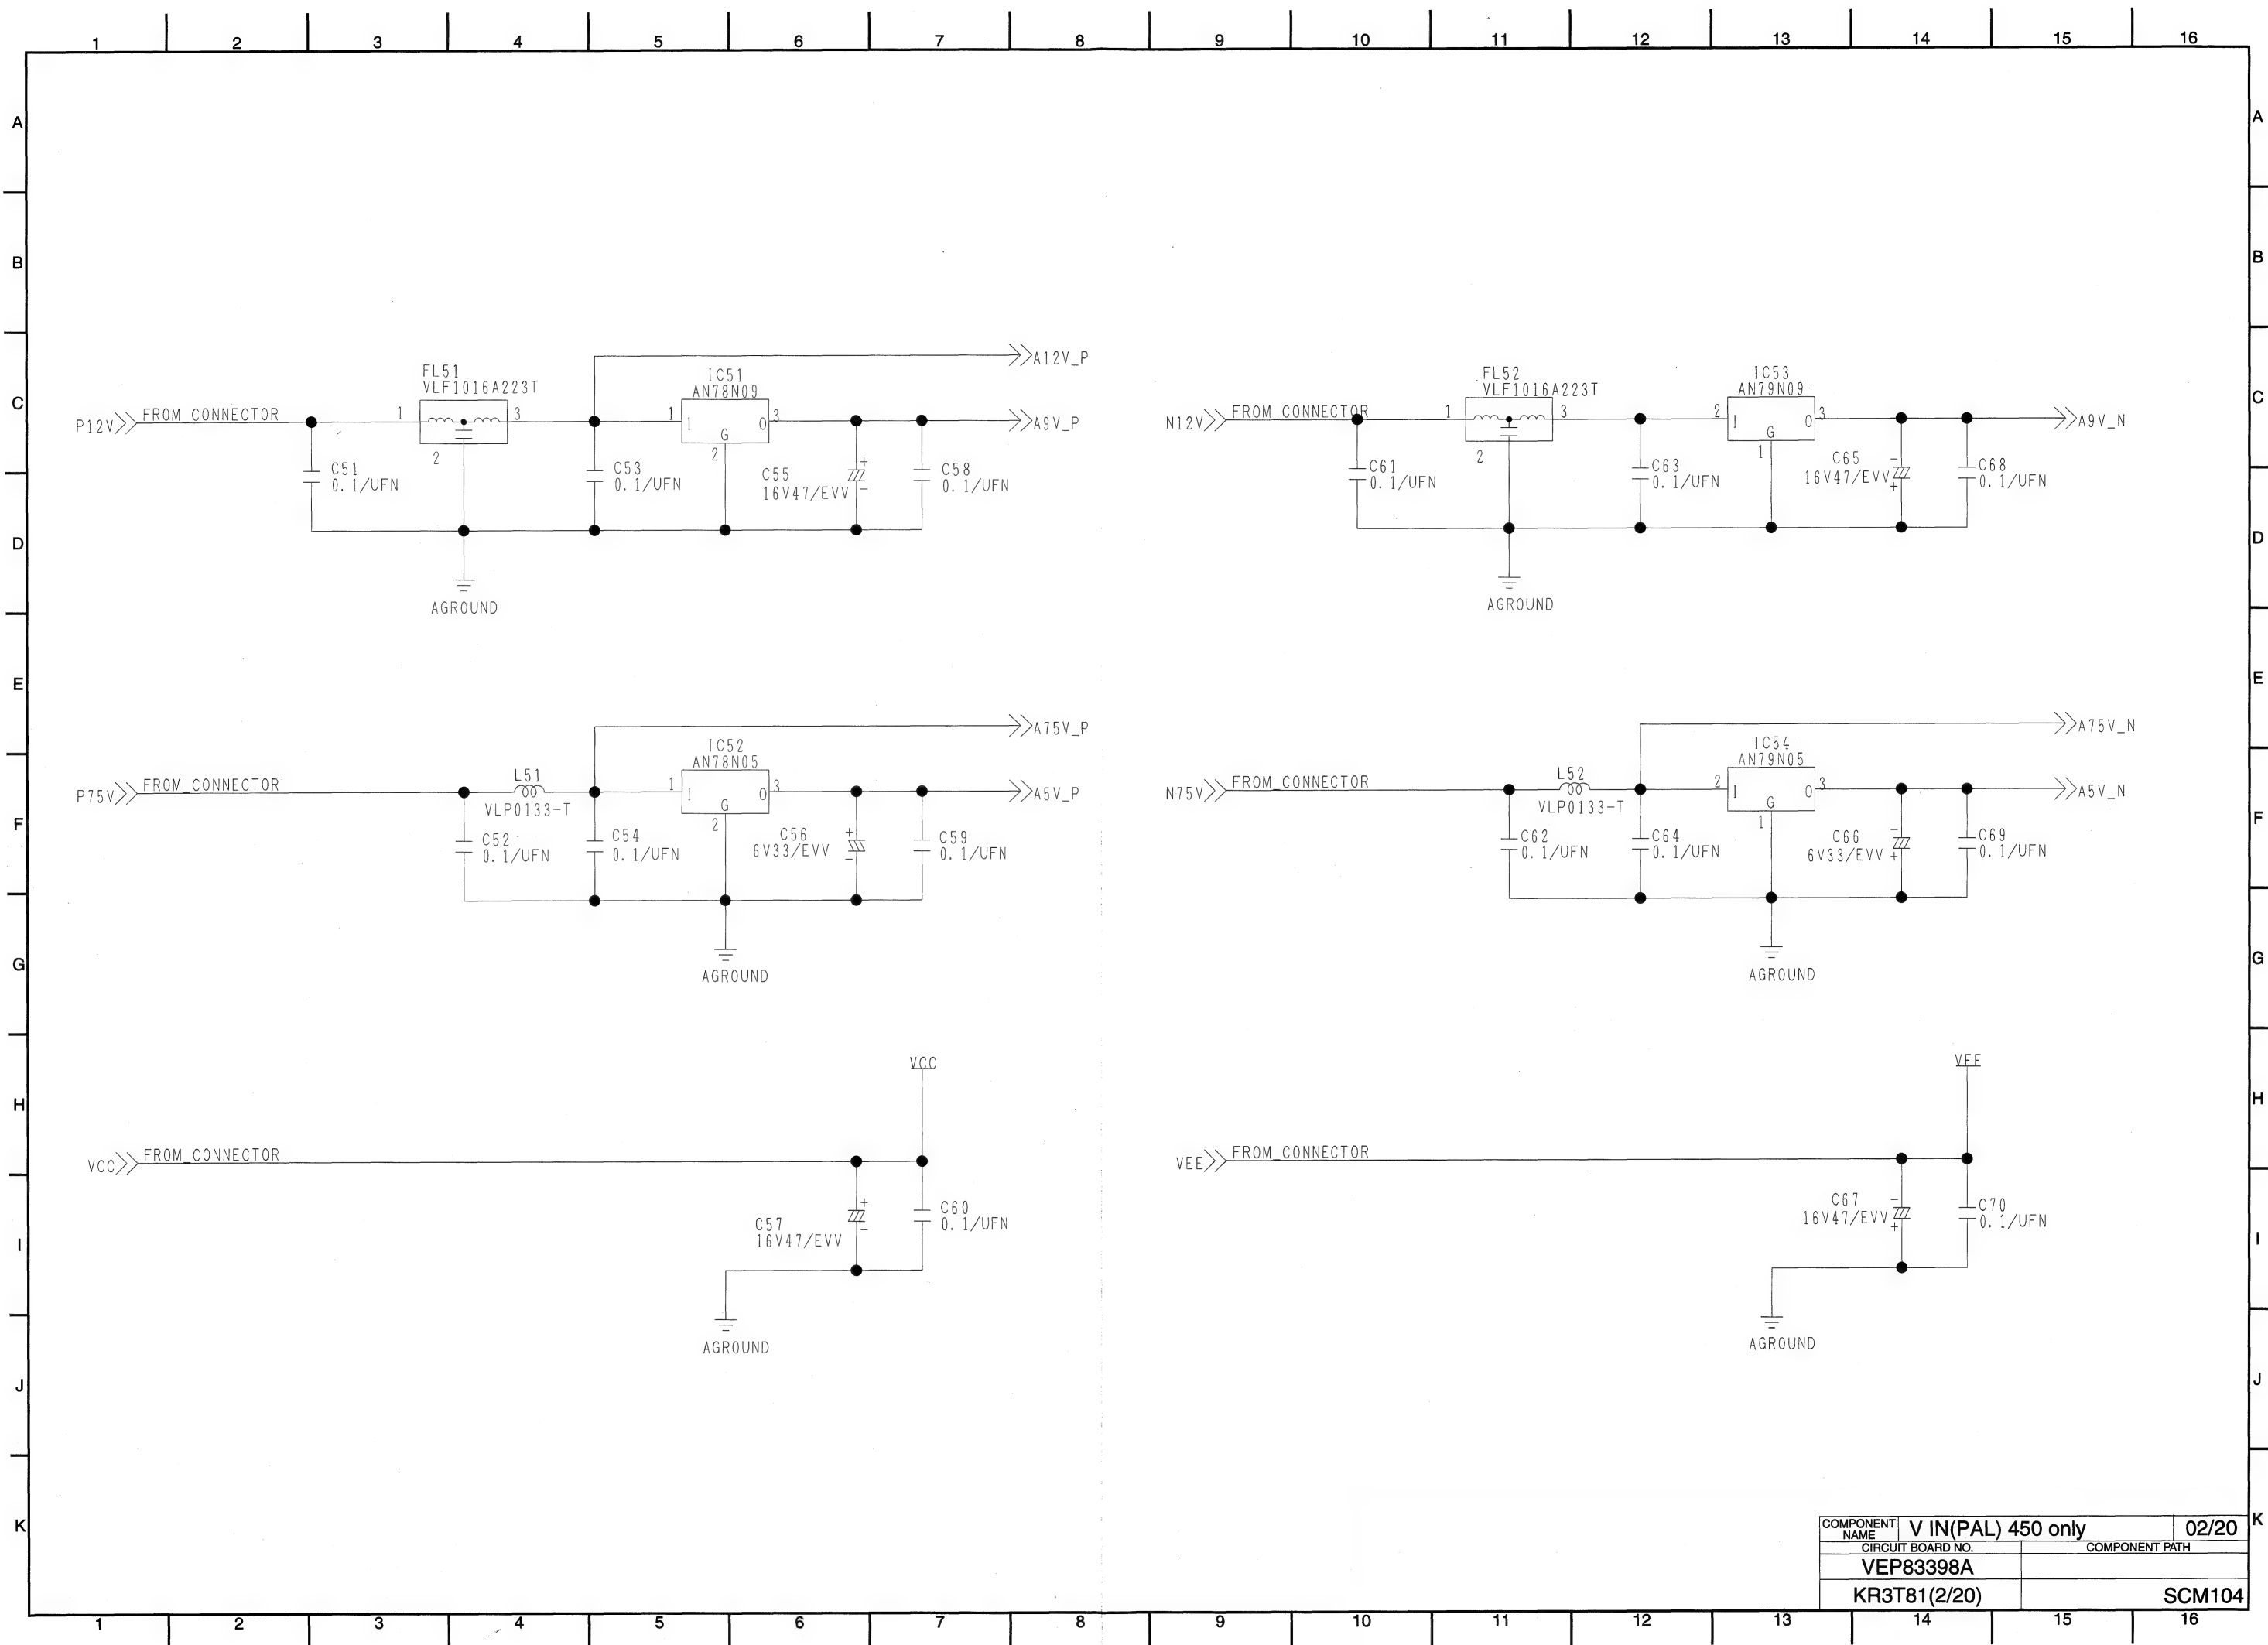 1 2 3 4 5 6 7 8 9 10 11 12 13 14 15 16
A A
B B
C C
D D
E E
F F
G G
H H
I I
J J
K K
P12V FROM_CONNECTOR
FL51
VLF1016A223T
1 3
2
C51
0.1/UFN
C53
0.1/UFN
IC51
AN78N09
1 I O 3
G
2
C55
16V47/EVV
+
-
C58
0.1/UFN
A12V_P
A9V_P
AGROUND
N12V FROM_CONNECTOR
FL52
VLF1016A223T
1 3
2
C61
0.1/UFN
C63
0.1/UFN
IC53
AN79N09
2 I O 3
G
1
C65
16V47/EVV
-
+
C68
0.1/UFN
A9V_N
AGROUND
P75V FROM_CONNECTOR
L51
VLP0133-T
C52
0.1/UFN
C54
0.1/UFN
IC52
AN78N05
1 I O 3
G
2
C56
6V33/EVV
+
-
C59
0.1/UFN
A75V_P
A5V_P
AGROUND
N75V FROM_CONNECTOR
L52
VLP0133-T
C62
0.1/UFN
C64
0.1/UFN
IC54
AN79N05
2 I O 3
G
1
C66
6V33/EVV
-
+
C69
0.1/UFN
A75V_N
A5V_N
AGROUND
VCC FROM_CONNECTOR
VCC
C57
16V47/EVV
+
-
C60
0.1/UFN
AGROUND
VEE FROM_CONNECTOR
VEE
C67
16V47/EVV
-
+
C70
0.1/UFN
AGROUND
COMPONENT NAME V IN(PAL) 450 only 02/20
CIRCUIT BOARD NO. COMPONENT PATH
VEP83398A
KR3T81(2/20) SCM104
1 2 3 4 5 6 7 8 9 10 11 12 13 14 15 16